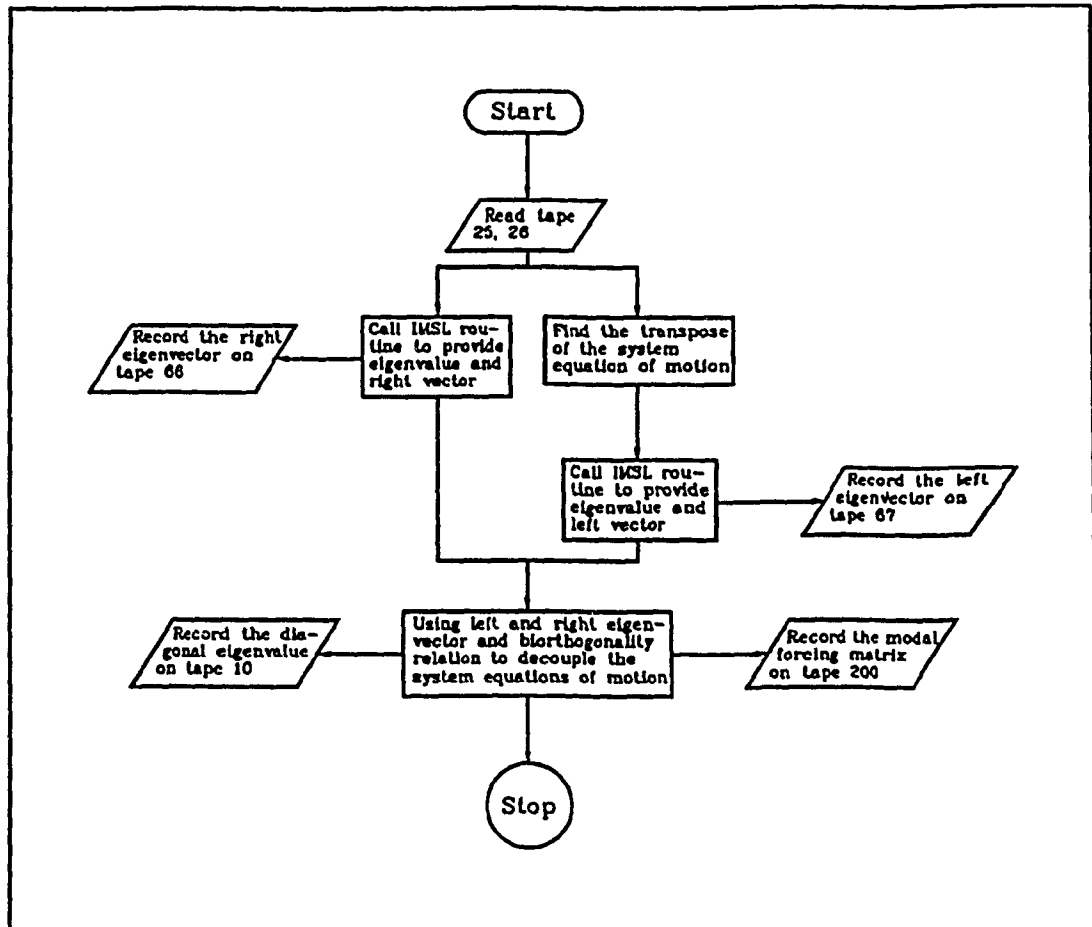 Start
Read tape
25, 26
Record the right
eigenvector on
tape 66
Call IMSL rou-
tine to provide
eigenvalue and
right vector
Find the transpose
of the system
equation of motion
Call IMSL rou-
tine to provide
eigenvalue and
left vector
Record the left
eigenvector on
tape 67
Record the dia-
gonal eigenvalue
on tape 10
Using left and right eigen-
vector and biorthogonality
relation to decouple the
system equations of motion
Record the modal
forcing matrix
on tape 200
Stop